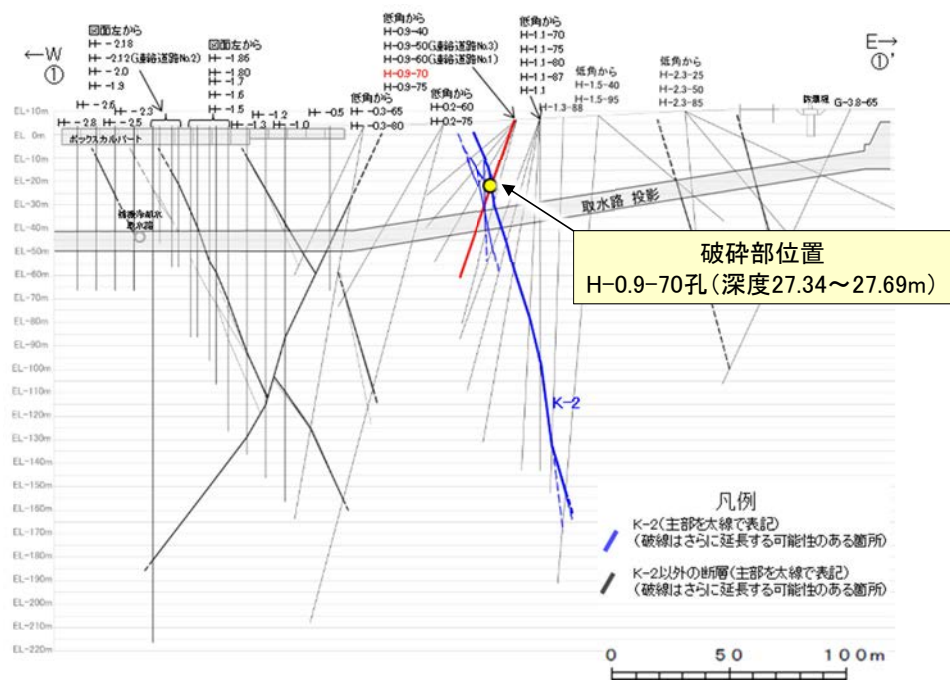 ←W
①
図面左から
H- -2.18
H- -2.12(連絡道路No.2)
H- -2.0
H- -1.9
図面左から
H- -1.86
H- -1.80
H- -1.7
H- -1.6
H- -1.5
低角から
H-0.9-40
H-0.9-50(連絡道路No.3)
H-0.9-60(連絡道路No.1)
H-0.9-70
H-0.9-75
低角から
H-1.1-70
H-1.1-75
H-1.1-80
H-1.1-87
H-1.1
E→
①'
低角から
H-1.5-40
H-1.5-95
低角から
H-2.3-25
H-2.3-50
H-2.3-85
防潮堤
G-3.8-65
H- -2.6
H- -2.3
H- -2.8
H- -2.5
H- -1.3
H- -1.2
H- -1.0
H- -0.5
低角から
H- -0.3-65
H- -0.3-80
低角から
H-0.2-60
H-0.2-75
H-1.3-88
EL-10m
EL 0m
EL-10m
EL-20m
EL-30m
EL-40m
EL-50m
EL-60m
EL-70m
EL-80m
EL-90m
EL-100m
EL-110m
EL-120m
EL-130m
EL-140m
EL-150m
EL-160m
EL-170m
EL-180m
EL-190m
EL-200m
EL-210m
EL-220m
ボックスカルバート
補機冷却水
取水路
取水路 投影
破砕部位置
H-0.9-70孔(深度27.34～27.69m)
K-2
凡例
K-2(主部を太線で表記)
(破線はさらに延長する可能性のある箇所)
K-2以外の断層(主部を太線で表記)
(破線はさらに延長する可能性のある箇所)
0 50 100m